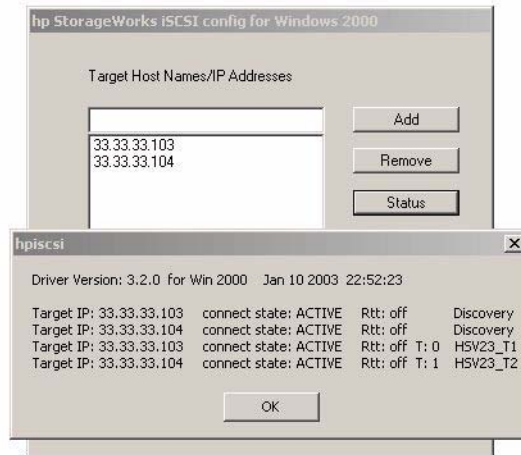 hp StorageWorks iSCSI config for Windows 2000
Target Host Names/IP Addresses
Add
33.33.33.103
33.33.33.104
Remove
Status
hpiscsi
Driver Version: 3.2.0 for Win 2000 Jan 10 2003 22:52:23
Target IP: 33.33.33.103 connect state: ACTIVE Rtt: off Discovery
Target IP: 33.33.33.104 connect state: ACTIVE Rtt: off Discovery
Target IP: 33.33.33.103 connect state: ACTIVE Rtt: off T: 0 HSV23_T1
Target IP: 33.33.33.104 connect state: ACTIVE Rtt: off T: 1 HSV23_T2
OK